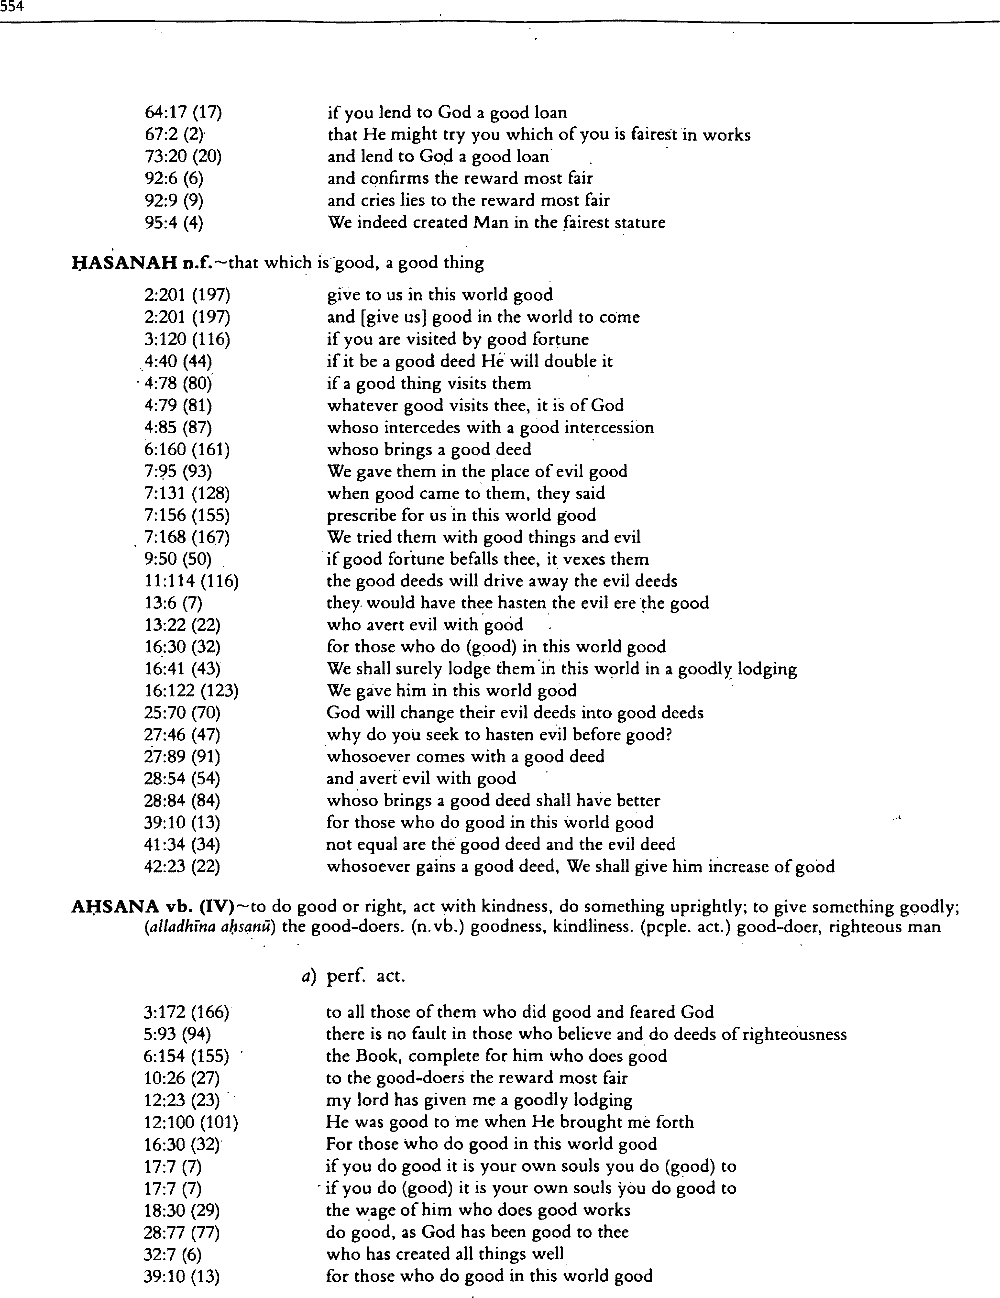 554
64:17 (17) if you lend to God a good loan
67:2 (2) that He might try you which of you is fairest in works
73:20 (20) and lend to God a good loan
92:6 (6) and confirms the reward most fair
92:9 (9) and cries lies to the reward most fair
95:4 (4) We indeed created Man in the fairest stature
ḤASANAH n.f.~that which is good, a good thing
2:201 (197) give to us in this world good
2:201 (197) and [give us] good in the world to come
3:120 (116) if you are visited by good fortune
4:40 (44) if it be a good deed He will double it
4:78 (80) if a good thing visits them
4:79 (81) whatever good visits thee, it is of God
4:85 (87) whoso intercedes with a good intercession
6:160 (161) whoso brings a good deed
7:95 (93) We gave them in the place of evil good
7:131 (128) when good came to them, they said
7:156 (155) prescribe for us in this world good
7:168 (167) We tried them with good things and evil
9:50 (50) if good fortune befalls thee, it vexes them
11:114 (116) the good deeds will drive away the evil deeds
13:6 (7) they would have thee hasten the evil ere the good
13:22 (22) who avert evil with good
16:30 (32) for those who do (good) in this world good
16:41 (43) We shall surely lodge them in this world in a goodly lodging
16:122 (123) We gave him in this world good
25:70 (70) God will change their evil deeds into good deeds
27:46 (47) why do you seek to hasten evil before good?
27:89 (91) whosoever comes with a good deed
28:54 (54) and avert evil with good
28:84 (84) whoso brings a good deed shall have better
39:10 (13) for those who do good in this world good
41:34 (34) not equal are the good deed and the evil deed
42:23 (22) whosoever gains a good deed, We shall give him increase of good
AḤSANA vb. (IV)~to do good or right, act with kindness, do something uprightly; to give something goodly;
(alladhīna aḥsanū) the good-doers. (n.vb.) goodness, kindliness. (pcple. act.) good-doer, righteous man
a) perf. act.
3:172 (166) to all those of them who did good and feared God
5:93 (94) there is no fault in those who believe and do deeds of righteousness
6:154 (155) the Book, complete for him who does good
10:26 (27) to the good-doers the reward most fair
12:23 (23) my lord has given me a goodly lodging
12:100 (101) He was good to me when He brought me forth
16:30 (32) For those who do good in this world good
17:7 (7) if you do good it is your own souls you do (good) to
17:7 (7) if you do (good) it is your own souls you do good to
18:30 (29) the wage of him who does good works
28:77 (77) do good, as God has been good to thee
32:7 (6) who has created all things well
39:10 (13) for those who do good in this world good